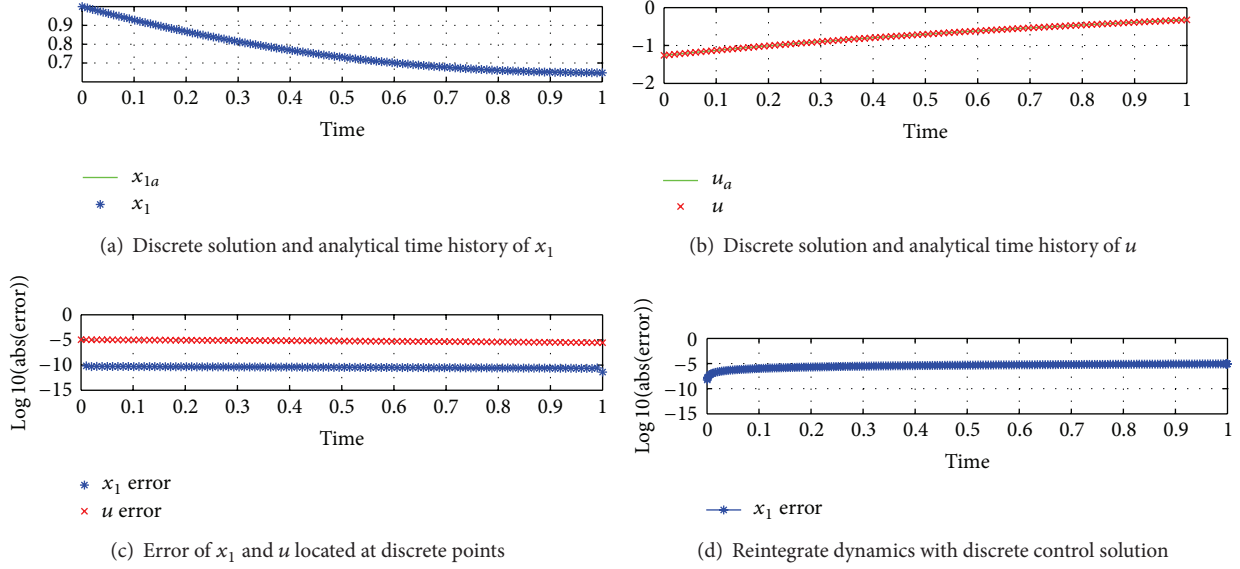 0.9
0.8
0.7
0 0.1 0.2 0.3 0.4 0.5 0.6 0.7 0.8 0.9 1
Time
x1a
x1
(a) Discrete solution and analytical time history of x1
0
−1
−2
0 0.1 0.2 0.3 0.4 0.5 0.6 0.7 0.8 0.9 1
Time
ua
u
(b) Discrete solution and analytical time history of u
Log10(abs(error))
0
−5
−10
−15
0 0.1 0.2 0.3 0.4 0.5 0.6 0.7 0.8 0.9 1
Time
x1 error
u error
(c) Error of x1 and u located at discrete points
Log10(abs(error))
0
−5
−10
−15
0 0.1 0.2 0.3 0.4 0.5 0.6 0.7 0.8 0.9 1
Time
x1 error
(d) Reintegrate dynamics with discrete control solution